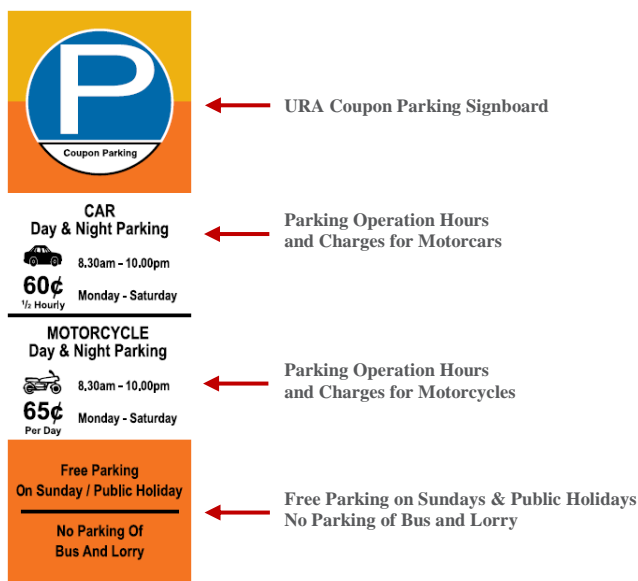 P
Coupon Parking
URA Coupon Parking Signboard
CAR
Day & Night Parking
8.30am – 10.00pm
60¢
½ Hourly
Monday - Saturday
Parking Operation Hours
and Charges for Motorcars
MOTORCYCLE
Day & Night Parking
8.30am – 10.00pm
65¢
Per Day
Monday - Saturday
Parking Operation Hours
and Charges for Motorcycles
Free Parking
On Sunday / Public Holiday
No Parking Of
Bus And Lorry
Free Parking on Sundays & Public Holidays
No Parking of Bus and Lorry